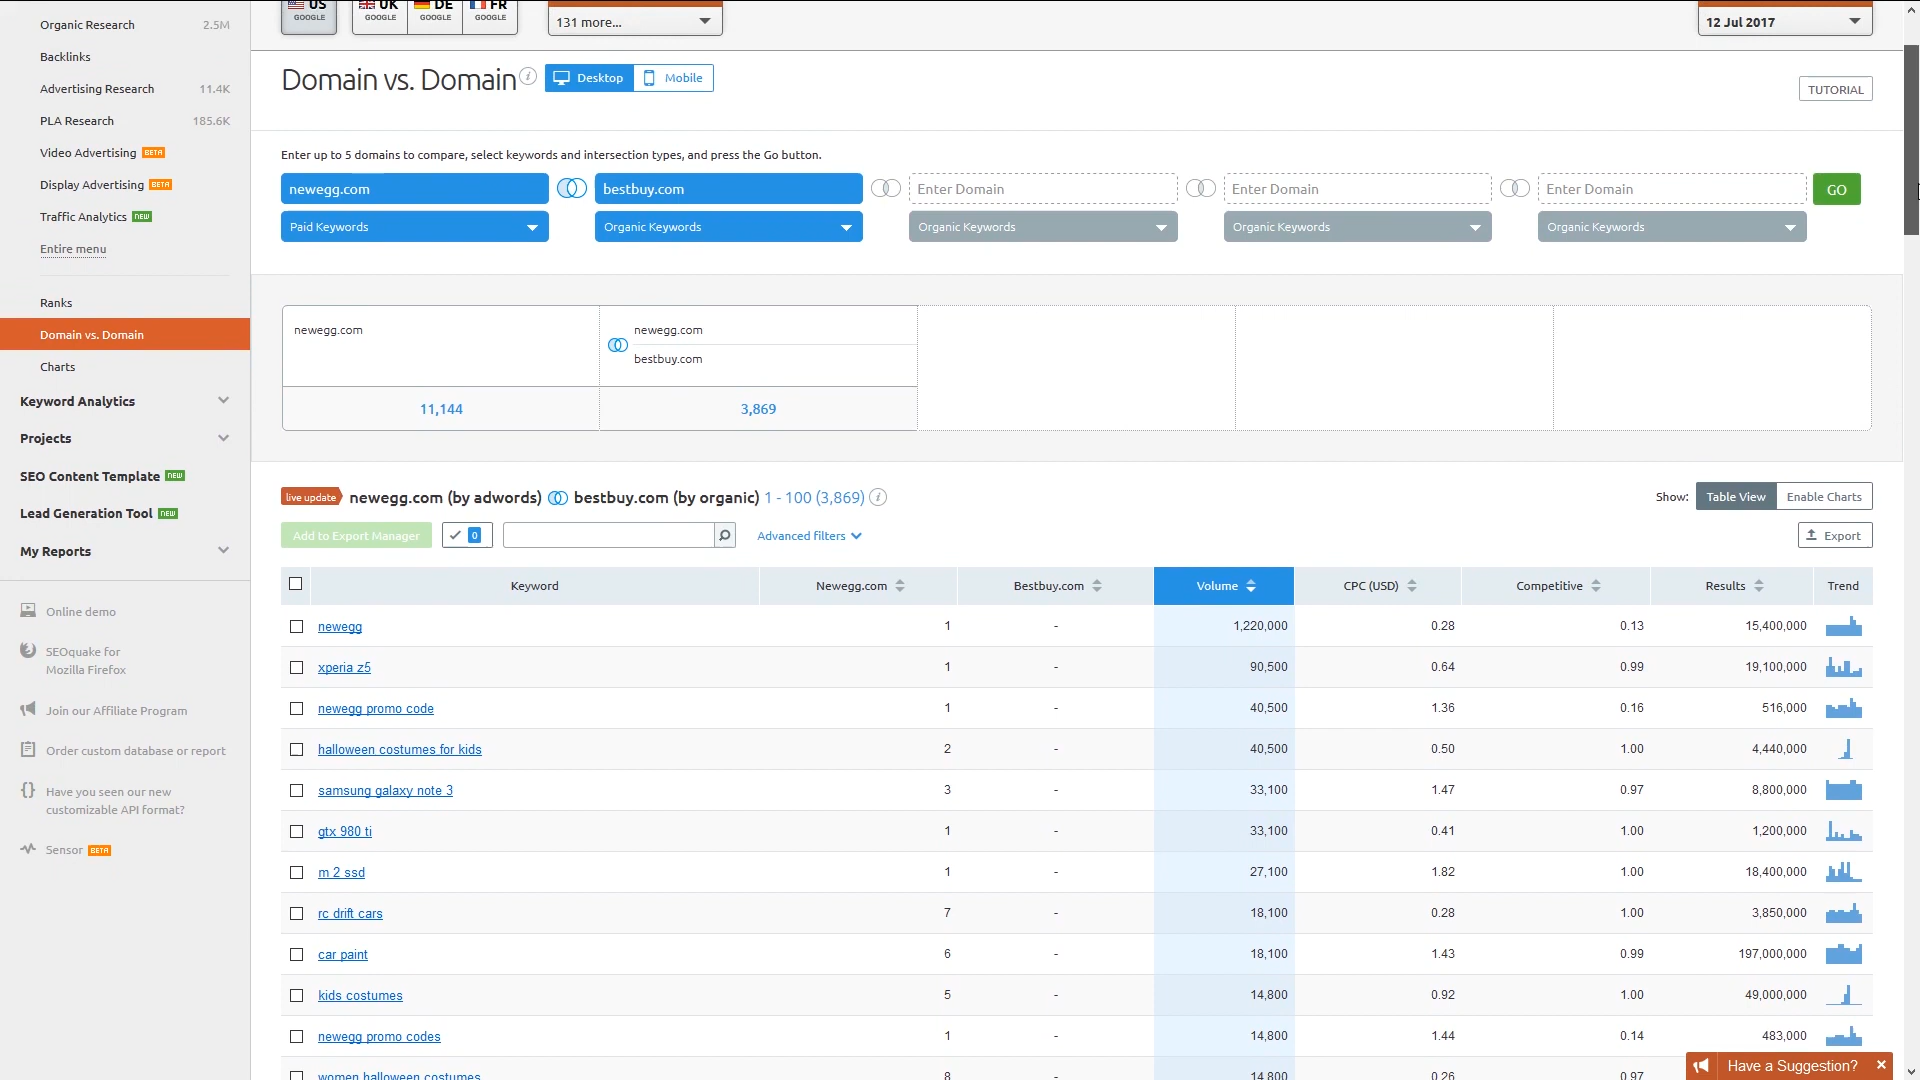 Organic Research 2.5M
Backlinks
Advertising Research 11.4K
PLA Research 185.6K
Video Advertising BETA
Display Advertising BETA
Traffic Analytics NEW
Entire menu
Ranks
Domain vs. Domain
Charts
Keyword Analytics
Projects
SEO Content Template NEW
Lead Generation Tool NEW
My Reports
Online demo
SEOquake for
Mozilla Firefox
Join our Affiliate Program
Order custom database or report
Have you seen our new
customizable API format?
Sensor BETA
US UK DE FR
GOOGLE GOOGLE GOOGLE GOOGLE
131 more...
12 Jul 2017
Domain vs. Domain i Desktop Mobile
TUTORIAL
Enter up to 5 domains to compare, select keywords and intersection types, and press the Go button.
newegg.com bestbuy.com Enter Domain Enter Domain Enter Domain GO
Paid Keywords Organic Keywords Organic Keywords Organic Keywords Organic Keywords
newegg.com newegg.com
bestbuy.com
11,144 3,869
live update newegg.com (by adwords) bestbuy.com (by organic) 1 - 100 (3,869) i
Show: Table View Enable Charts
Add to Export Manager 0 Advanced filters Export
Keyword Newegg.com Bestbuy.com Volume CPC (USD) Competitive Results Trend
newegg 1 - 1,220,000 0.28 0.13 15,400,000
xperia z5 1 - 90,500 0.64 0.99 19,100,000
newegg promo code 1 - 40,500 1.36 0.16 516,000
halloween costumes for kids 2 - 40,500 0.50 1.00 4,440,000
samsung galaxy note 3 3 - 33,100 1.47 0.97 8,800,000
gtx 980 ti 1 - 33,100 0.41 1.00 1,200,000
m 2 ssd 1 - 27,100 1.82 1.00 18,400,000
rc drift cars 7 - 18,100 0.28 1.00 3,850,000
car paint 6 - 18,100 1.43 0.99 197,000,000
kids costumes 5 - 14,800 0.92 1.00 49,000,000
newegg promo codes 1 - 14,800 1.44 0.14 483,000
women halloween costumes 8 - 14,800 0.26 0.97
Have a Suggestion? ×